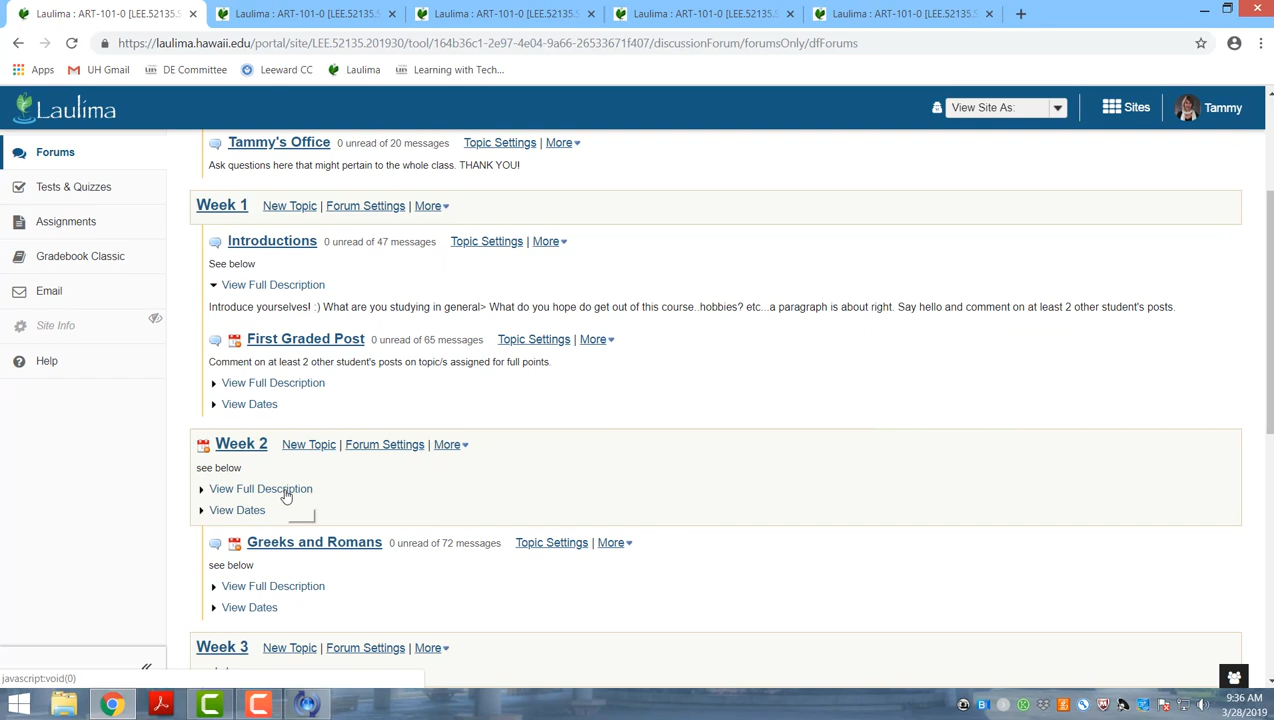 Laulima : ART-101-0 [LEE.52135.
Laulima : ART-101-0 [LEE.52135.
Laulima : ART-101-0 [LEE.52135.
Laulima : ART-101-0 [LEE.52135.
Laulima : ART-101-0 [LEE.52135.
https://laulima.hawaii.edu/portal/site/LEE.52135.201930/tool/164b36c1-2e97-4e04-9a66-26533671f407/discussionForum/forumsOnly/dfForums
Apps UH Gmail DE Committee Leeward CC Laulima Learning with Tech...
Laulima View Site As: Sites Tammy
Forums
Tests & Quizzes
Assignments
Gradebook Classic
Email
Site Info
Help
Tammy's Office 0 unread of 20 messages Topic Settings | More
Ask questions here that might pertain to the whole class. THANK YOU!
Week 1 New Topic | Forum Settings | More
Introductions 0 unread of 47 messages Topic Settings | More
See below
View Full Description
Introduce yourselves! :) What are you studying in general> What do you hope do get out of this course..hobbies? etc...a paragraph is about right. Say hello and comment on at least 2 other student's posts.
First Graded Post 0 unread of 65 messages Topic Settings | More
Comment on at least 2 other student's posts on topic/s assigned for full points.
View Full Description
View Dates
Week 2 New Topic | Forum Settings | More
see below
View Full Description
View Dates
Greeks and Romans 0 unread of 72 messages Topic Settings | More
see below
View Full Description
View Dates
Week 3 New Topic | Forum Settings | More
javascript:void(0)
9:36 AM
3/28/2019